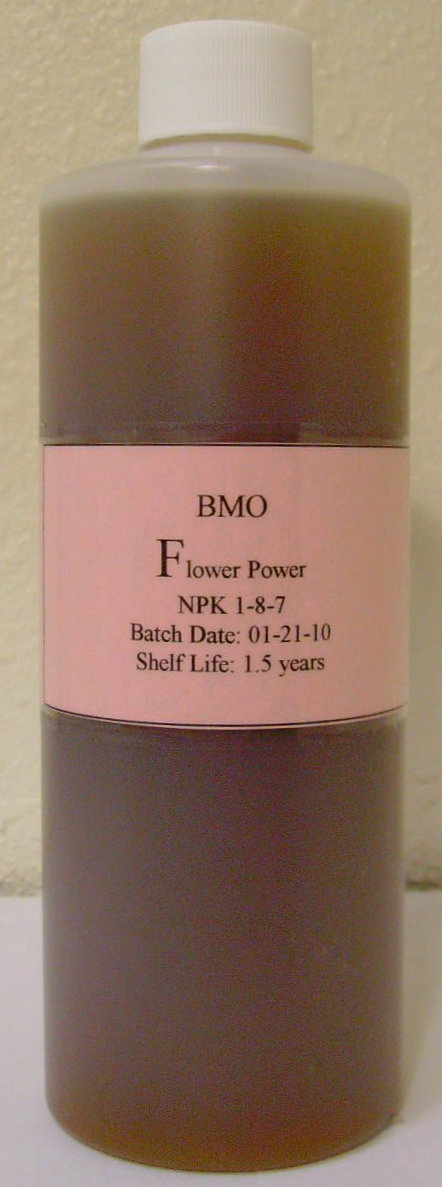 BMO
Flower Power
NPK 1-8-7
Batch Date: 01-21-10
Shelf Life: 1.5 years